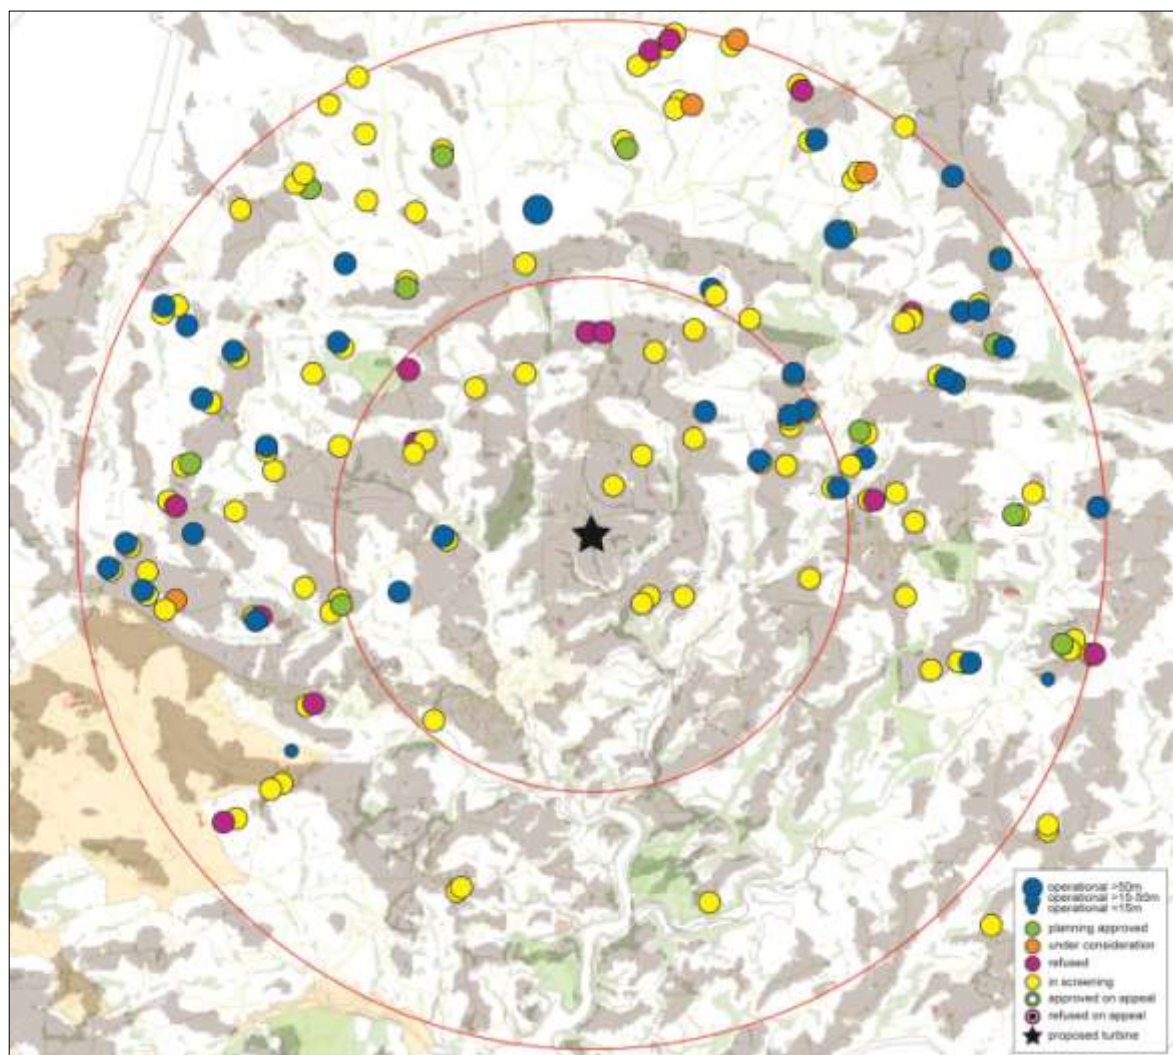 operational >50m
operational >15-50m
operational <15m
planning approved
under consideration
refused
in screening
approved on appeal
refused on appeal
proposed turbine